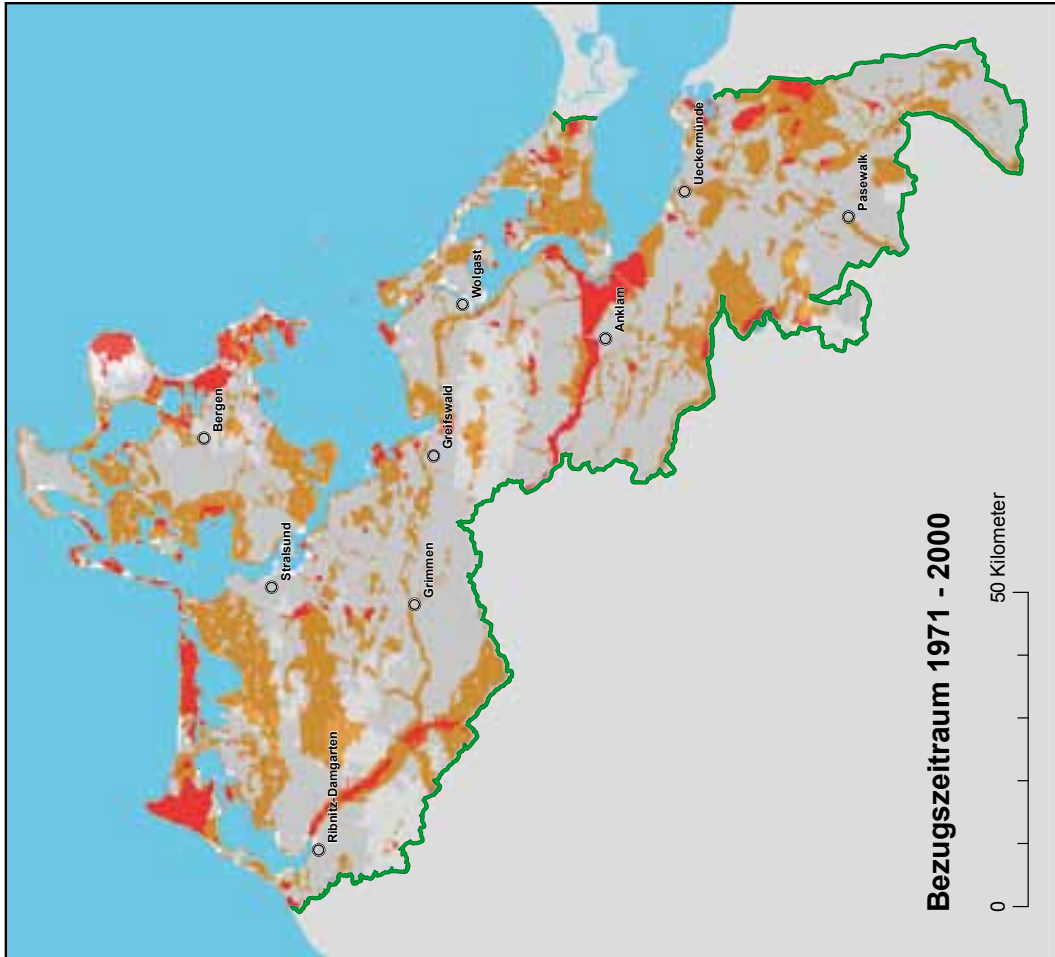 Bergen
Stralsund
Ribnitz-Damgarten
Grimmen
Greifswald
Wolgast
Anklam
Ueckermünde
Pasewalk
Bezugszeitraum 1971 - 2000
0 50 Kilometer